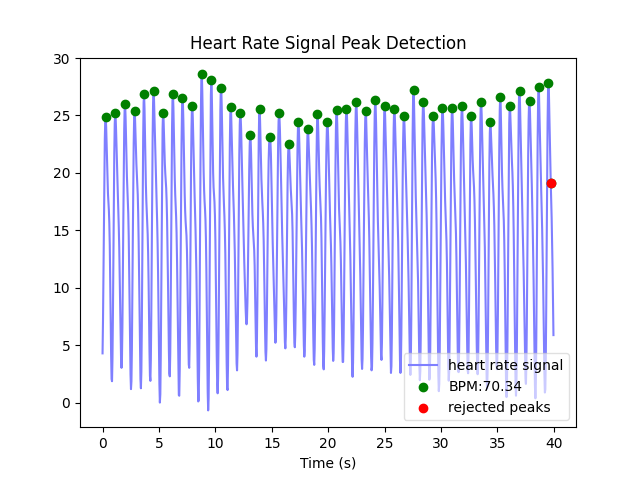 Heart Rate Signal Peak Detection
30
25
20
15
10
5
0
heart rate signal
BPM:70.34
rejected peaks
0 5 10 15 20 25 30 35 40
Time (s)